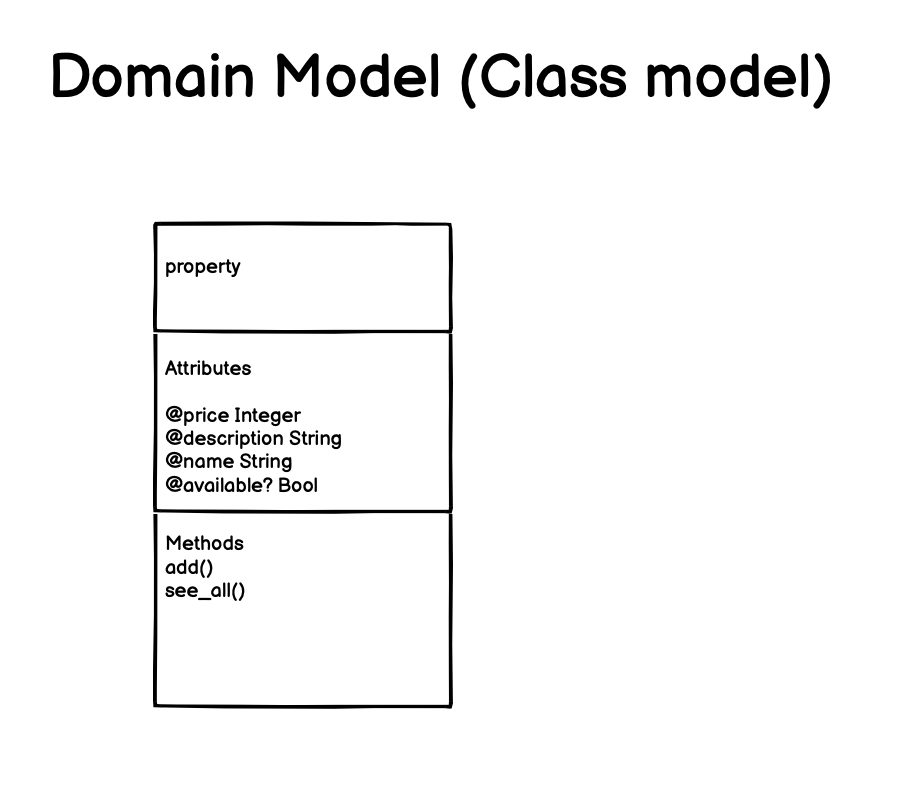 Domain Model (Class model)
property
Attributes
@price Integer
@description String
@name String
@available? Bool
Methods
add()
see_all()